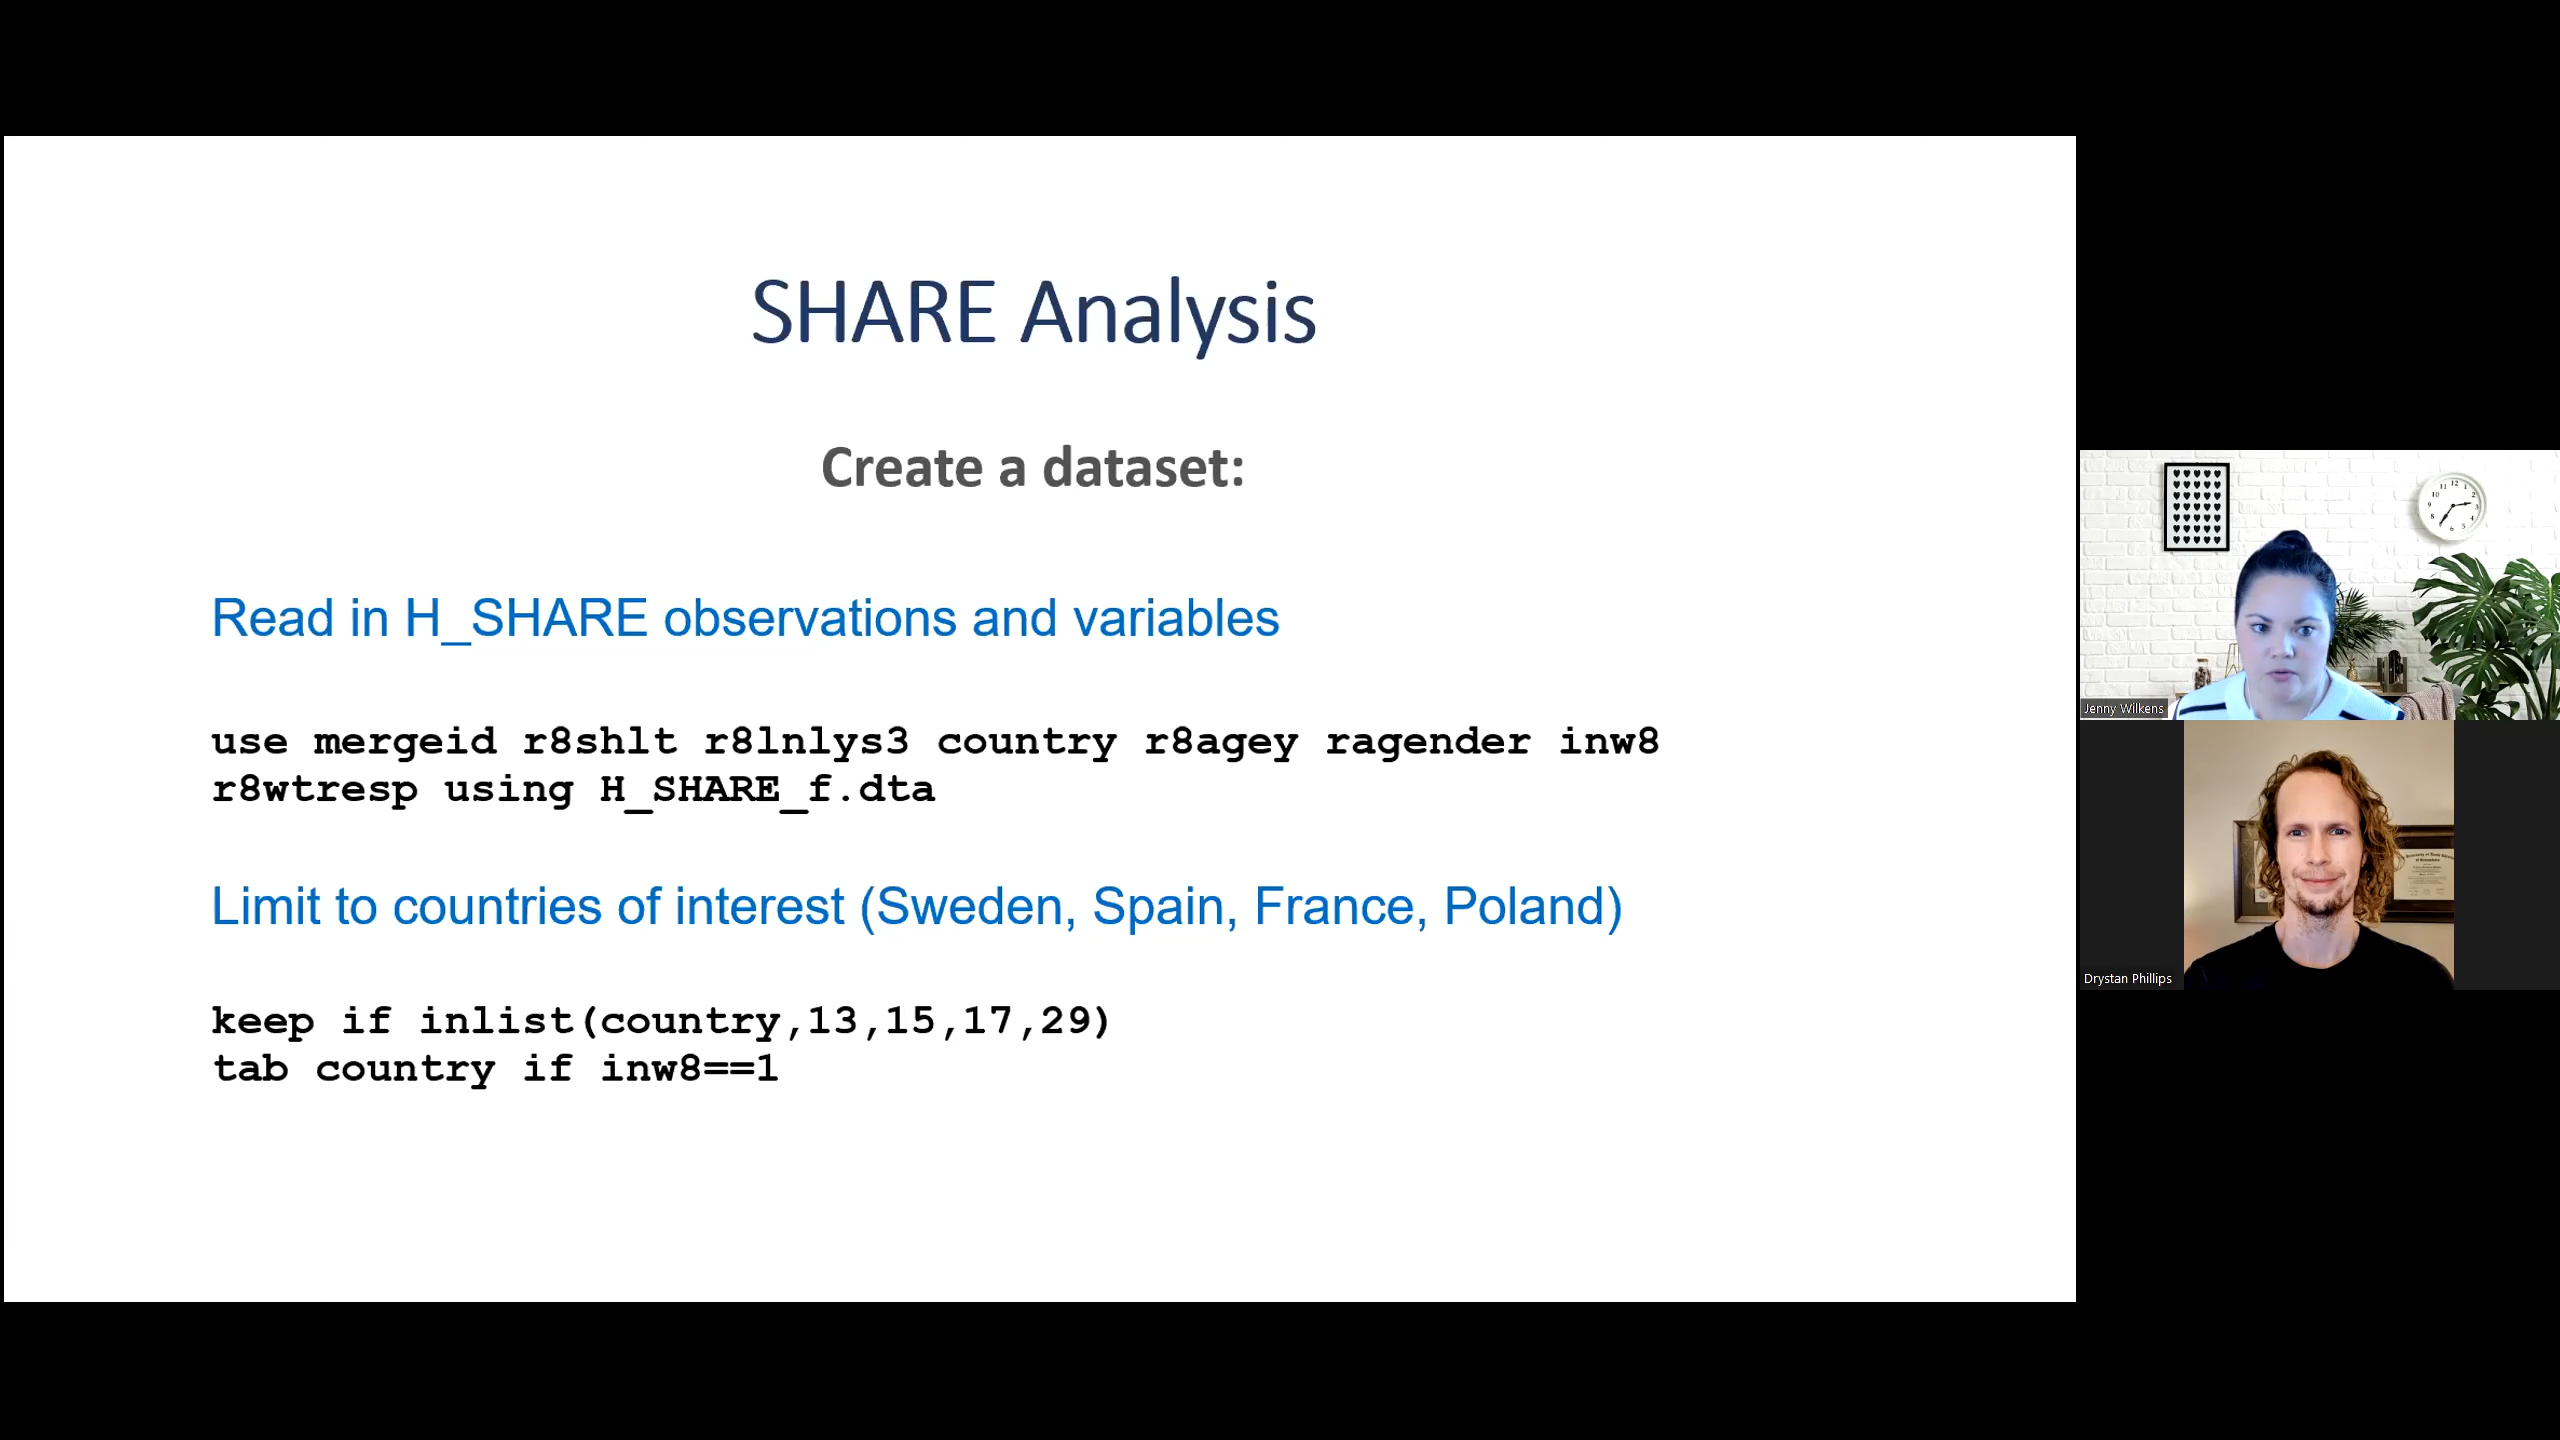 SHARE Analysis
Create a dataset:
Read in H_SHARE observations and variables
use mergeid r8shlt r8lnlys3 country r8agey ragender inw8
r8wtresp using H_SHARE_f.dta
Limit to countries of interest (Sweden, Spain, France, Poland)
keep if inlist(country,13,15,17,29)
tab country if inw8==1
Jenny Wilkens
Drystan Phillips